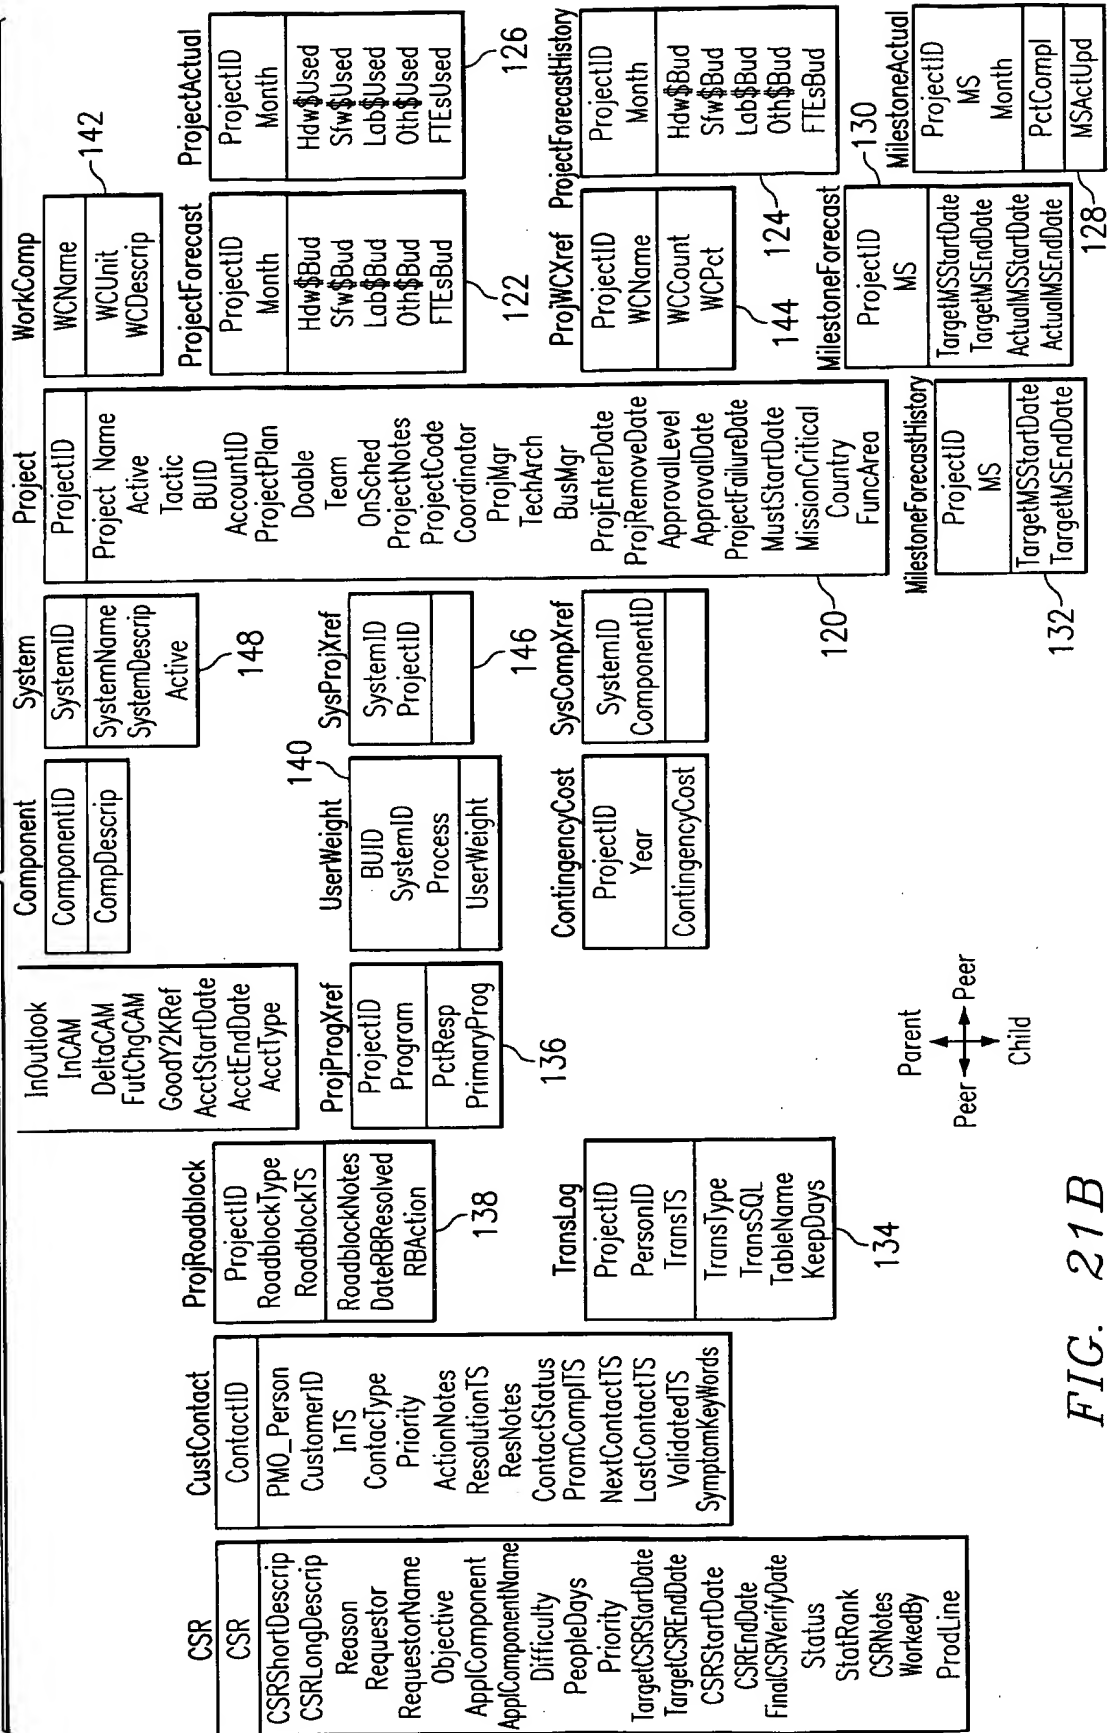 CSR
CSR
CSRShortDescrip
CSRLongDescrip
Reason
Requestor
RequestorName
Objective
ApplComponent
ApplComponentName
Difficulty
PeopleDays
Priority
TargetCSRStartDate
TargetCSREndDate
CSRStartDate
CSREndDate
FinalCSRVerifyDate
Status
StatRank
CSRNotes
WorkedBy
ProdLine
CustContact
ContactID
PMO_Person
CustomerID
InTS
ContacType
Priority
ActionNotes
ResolutionTS
ResNotes
ContactStatus
PromComplTS
NextContactTS
LastContactTS
ValidatedTS
SymptomKeyWords
ProjRoadblock
ProjectID
RoadblockType
RoadblockTS
RoadblockNotes
DateRBResolved
RBAction
138
TransLog
ProjectID
PersonID
TransTS
TransType
TransSQL
TableName
KeepDays
134
InOutlook
InCAM
DeltaCAM
FutChgCAM
GoodY2KRef
AcctStartDate
AcctEndDate
AcctType
ProjProgXref
ProjectID
Program
PctResp
PrimaryProg
136
Parent
Peer
Peer
Child
Component
ComponentID
CompDescrip
UserWeight
140
BUID
SystemID
Process
UserWeight
ContingencyCost
ProjectID
Year
ContingencyCost
System
SystemID
SystemName
SystemDescrip
Active
148
SysProjXref
SystemID
ProjectID
146
SysCompXref
SystemID
ComponentID
Project
ProjectID
Project Name
Active
Tactic
BUID
AccountID
ProjectPlan
Doable
Team
OnSched
ProjectNotes
ProjectCode
Coordinator
ProjMgr
TechArch
BusMgr
ProjEnterDate
ProjRemoveDate
ApprovalLevel
ApprovalDate
ProjectFailureDate
MustStartDate
MissionCritical
Country
FuncArea
120
MilestoneForecastHistory
ProjectID
MS
TargetMSStartDate
TargetMSEndDate
132
WorkComp
WCName
WCUnit
WCDescrip
142
ProjectForecast
ProjectID
Month
Hdw$Bud
Sfw$Bud
Lab$Bud
Oth$Bud
FTEsBud
122
ProjectActual
ProjectID
Month
Hdw$Used
Sfw$Used
Lab$Used
Oth$Used
FTEsUsed
126
ProjWCXref
ProjectID
WCName
WCCount
WCPct
144
ProjectForecastHistory
ProjectID
Month
Hdw$Bud
Sfw$Bud
Lab$Bud
Oth$Bud
FTEsBud
124
MilestoneForecast
130
ProjectID
MS
TargetMSStartDate
TargetMSEndDate
ActualMSStartDate
ActualMSEndDate
MilestoneActual
ProjectID
MS
Month
PctCompl
MSActUpd
128
FIG. 21B